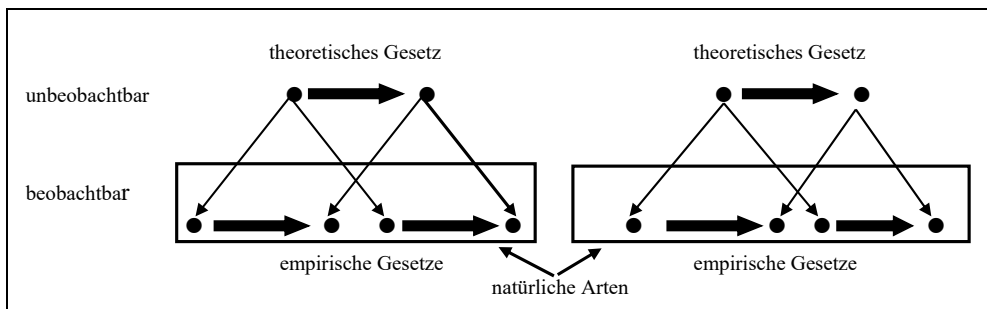 theoretisches Gesetz theoretisches Gesetz
unbeobachtbar
beobachtbar
empirische Gesetze empirische Gesetze
natürliche Arten